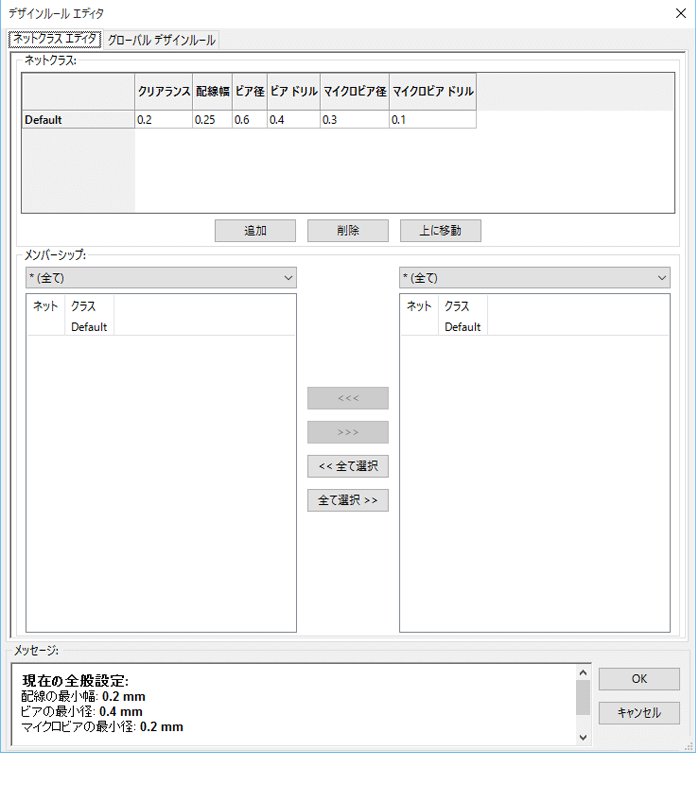 デザインルール エディタ
ネットクラス エディタ グローバル デザインルール
ネットクラス:
クリアランス 配線幅 ビア径 ビア ドリル マイクロビア径 マイクロビア ドリル
Default 0.2 0.25 0.6 0.4 0.3 0.1
追加 削除 上に移動
メンバーシップ:
* (全て) * (全て)
ネット クラス ネット クラス
Default Default
<<<
>>>
<< 全て選択
全て選択 >>
メッセージ:
現在の全般設定:
配線の最小幅: 0.2 mm
ビアの最小径: 0.4 mm
マイクロビアの最小径: 0.2 mm
OK
キャンセル